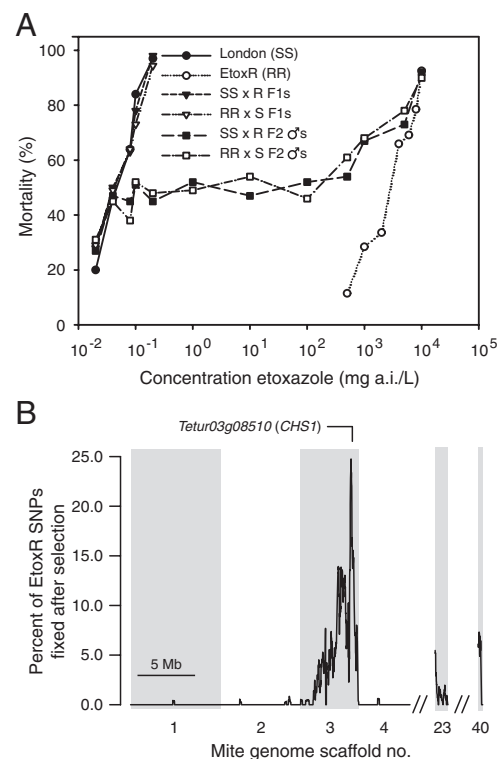 A
London (SS)
EtoxR (RR)
SS x R F1s
RR x S F1s
SS x R F2 ♂s
RR x S F2 ♂s
100
80
60
40
20
0
Mortality (%)
10-2 10-1 100 101 102 103 104 105
Concentration etoxazole (mg a.i./L)
B
Tetur03g08510 (CHS1)
25.0
20.0
15.0
10.0
5.0
0.0
Percent of EtoxR SNPs
fixed after selection
5 Mb
1 2 3 4 23 40
Mite genome scaffold no.